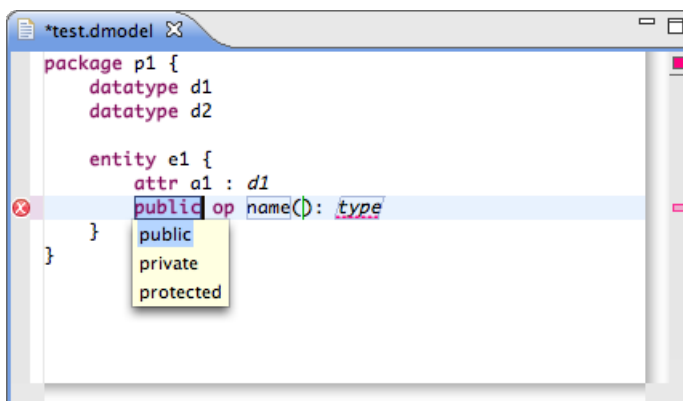 *test.dmodel
package p1 {
datatype d1
datatype d2
entity e1 {
attr a1 : d1
public op name(): type
}
public
}
private
protected